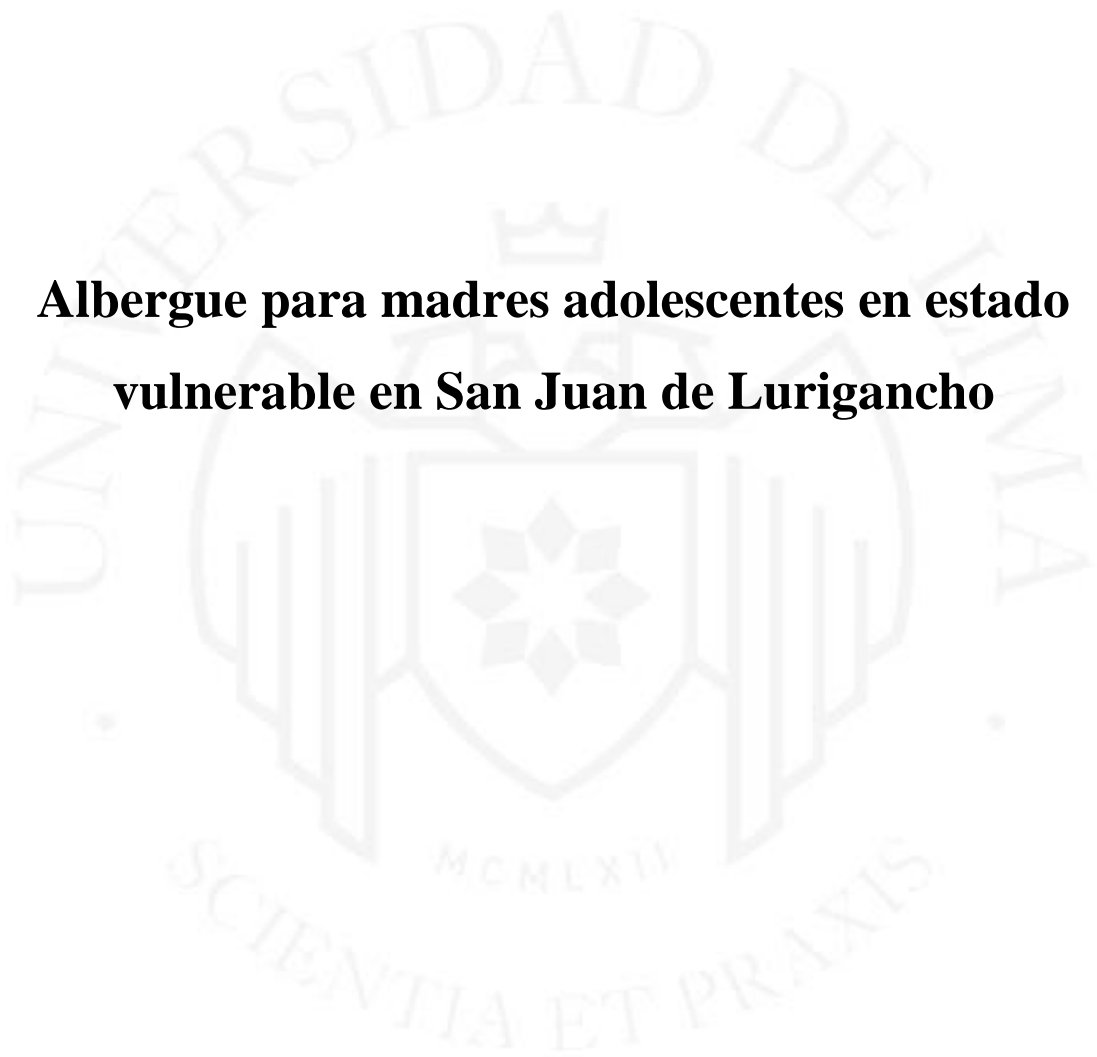 UNIVERSIDAD DE LIMA
Albergue para madres adolescentes en estado
vulnerable en San Juan de Lurigancho
MCMLXII
SCIENTIA ET PRAXIS